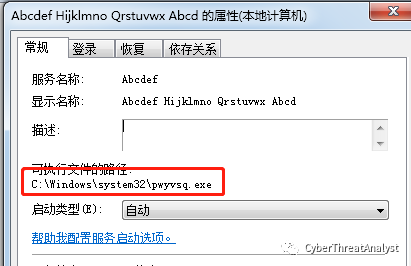 Abcdef Hijklmno Qrstuvwx Abcd 的属性(本地计算机)
常规 登录 恢复 依存关系
服务名称: Abcdef
显示名称: Abcdef Hijklmno Qrstuvwx Abcd
描述:
可执行文件的路径:
C:\Windows\system32\pwyvsq.exe
启动类型(E): 自动
帮助我配置服务启动选项。
CyberThreatAnalyst